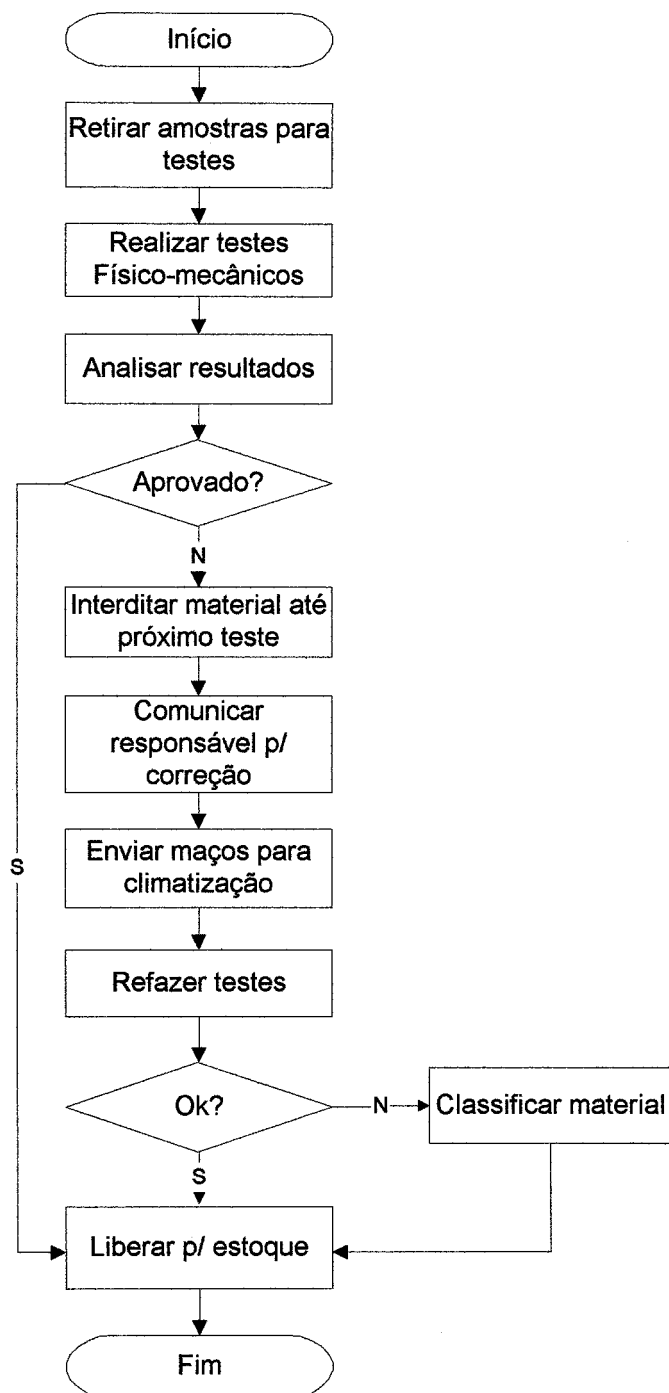 Início
Retirar amostras para
testes
Realizar testes
Físico-mecânicos
Analisar resultados
Aprovado?
N
Interditar material até
próximo teste
Comunicar
responsável p/
correção
Enviar maços para
climatização
S
Refazer testes
Ok?
N
Classificar material
S
Liberar p/ estoque
Fim